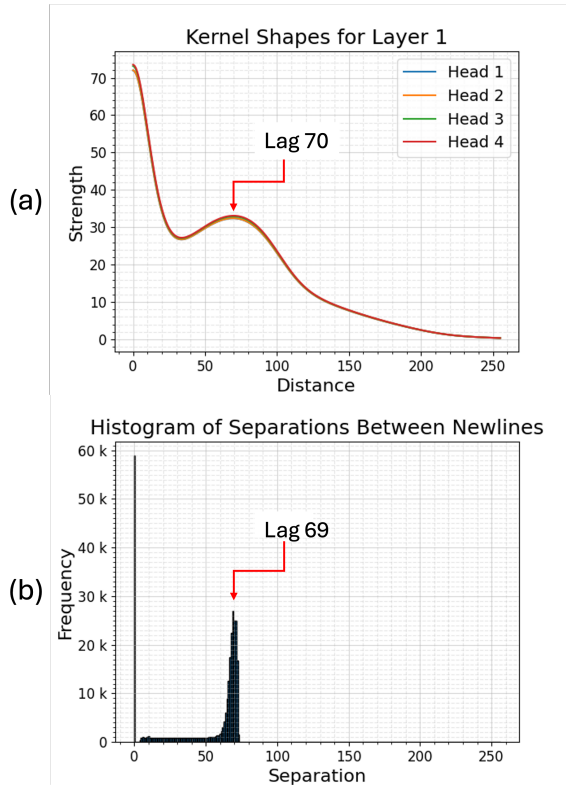 (a)
Kernel Shapes for Layer 1
Head 1
Head 2
Head 3
Head 4
Lag 70
Strength
70
60
50
40
30
20
10
0
0 50 100 150 200 250
Distance
(b)
Histogram of Separations Between Newlines
Lag 69
Frequency
60 k
50 k
40 k
30 k
20 k
10 k
0
0 50 100 150 200 250
Separation